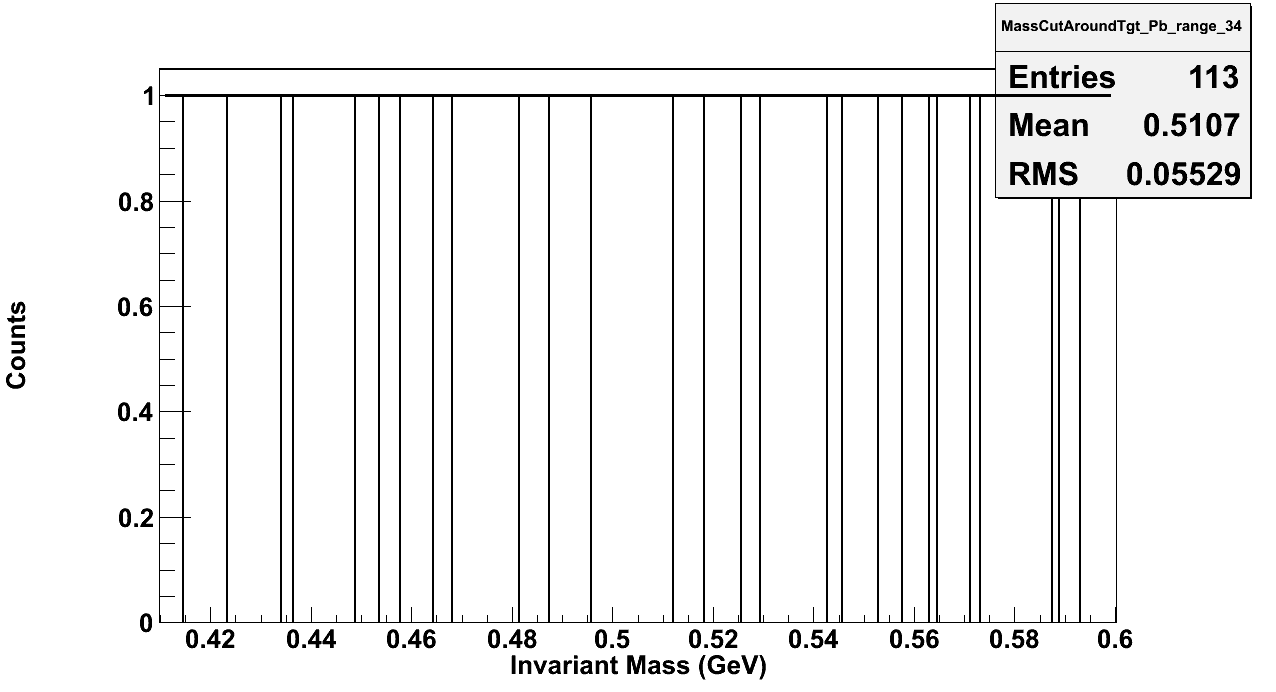 MassCutAroundTgt_Pb_range_34
Entries 113
Mean 0.5107
RMS 0.05529
Counts
1
0.8
0.6
0.4
0.2
0
0.42 0.44 0.46 0.48 0.5 0.52 0.54 0.56 0.58 0.6
Invariant Mass (GeV)